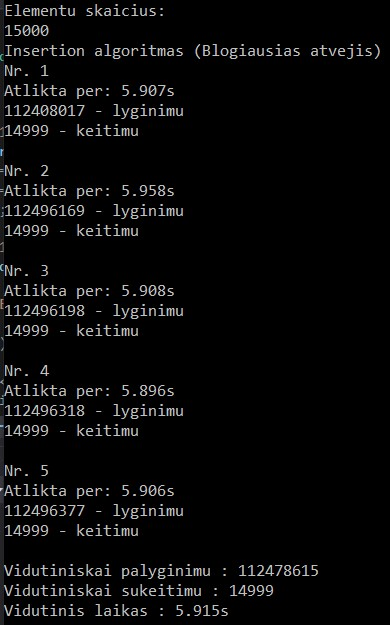 Elementu skaicius:
15000
Insertion algoritmas (Blogiausias atvejis)
Nr. 1
Atlikta per: 5.907s
112408017 - lyginimu
14999 - keitimu
Nr. 2
Atlikta per: 5.958s
112496169 - lyginimu
14999 - keitimu
Nr. 3
Atlikta per: 5.908s
112496198 - lyginimu
14999 - keitimu
Nr. 4
Atlikta per: 5.896s
112496318 - lyginimu
14999 - keitimu
Nr. 5
Atlikta per: 5.906s
112496377 - lyginimu
14999 - keitimu
Vidutiniskai palyginimu : 112478615
Vidutiniskai sukeitimu : 14999
Vidutinis laikas : 5.915s